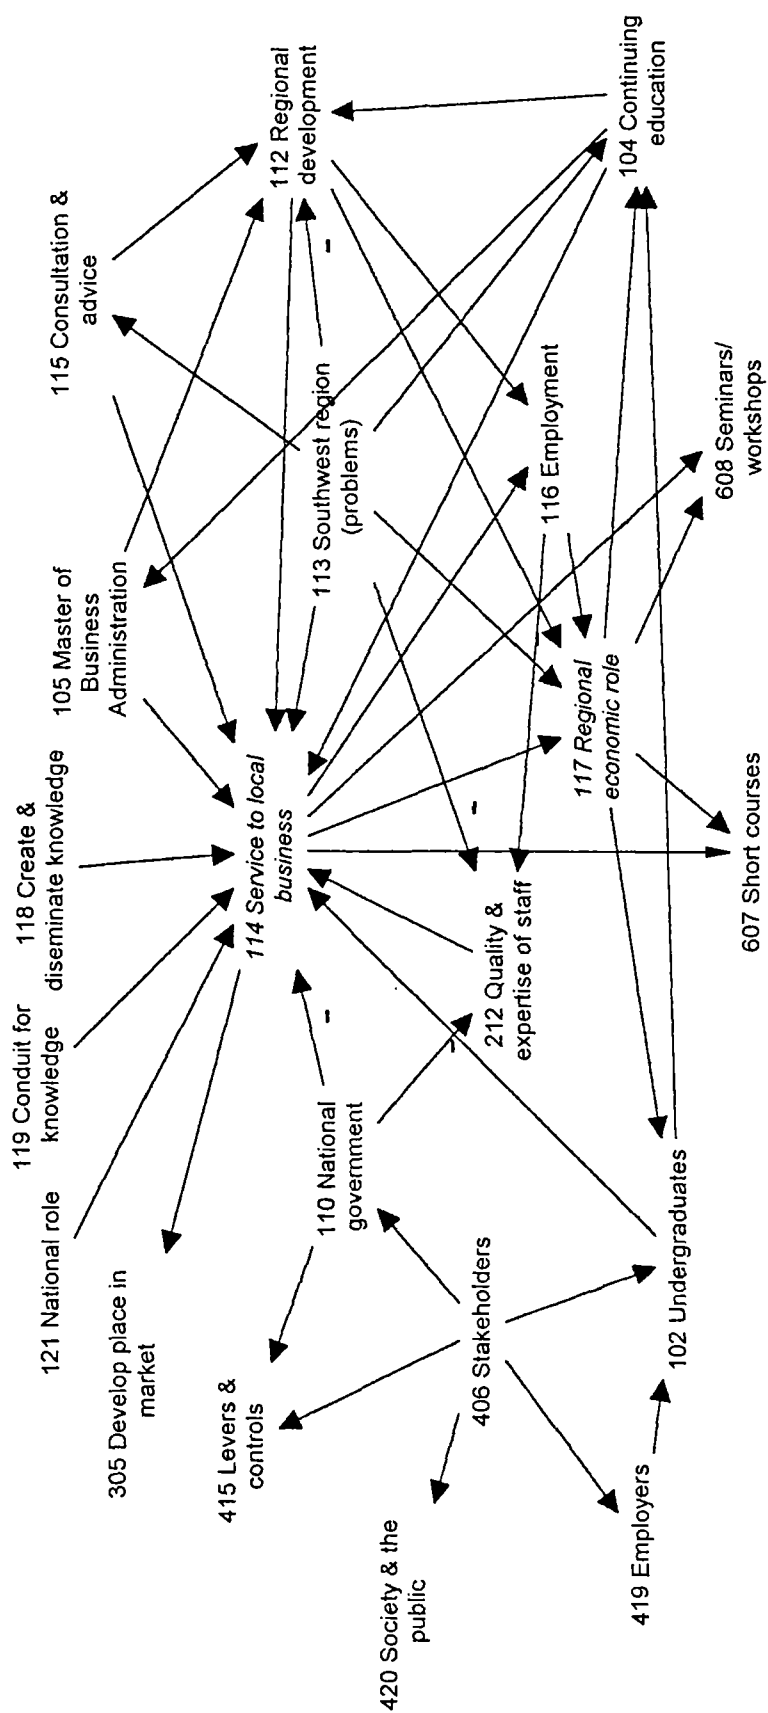 119 Conduit for
knowledge
118 Create &
diseminate knowledge
121 National role
105 Master of
Business
Administration
115 Consultation &
advice
305 Develop place in
market
415 Levers &
controls
114 Service to local
business
112 Regional
development
110 National
government
113 Southwest region
(problems)
420 Society & the
public
406 Stakeholders
212 Quality &
expertise of staff
116 Employment
117 Regional
economic role
419 Employers
102 Undergraduates
104 Continuing
education
607 Short courses
608 Seminars/
workshops